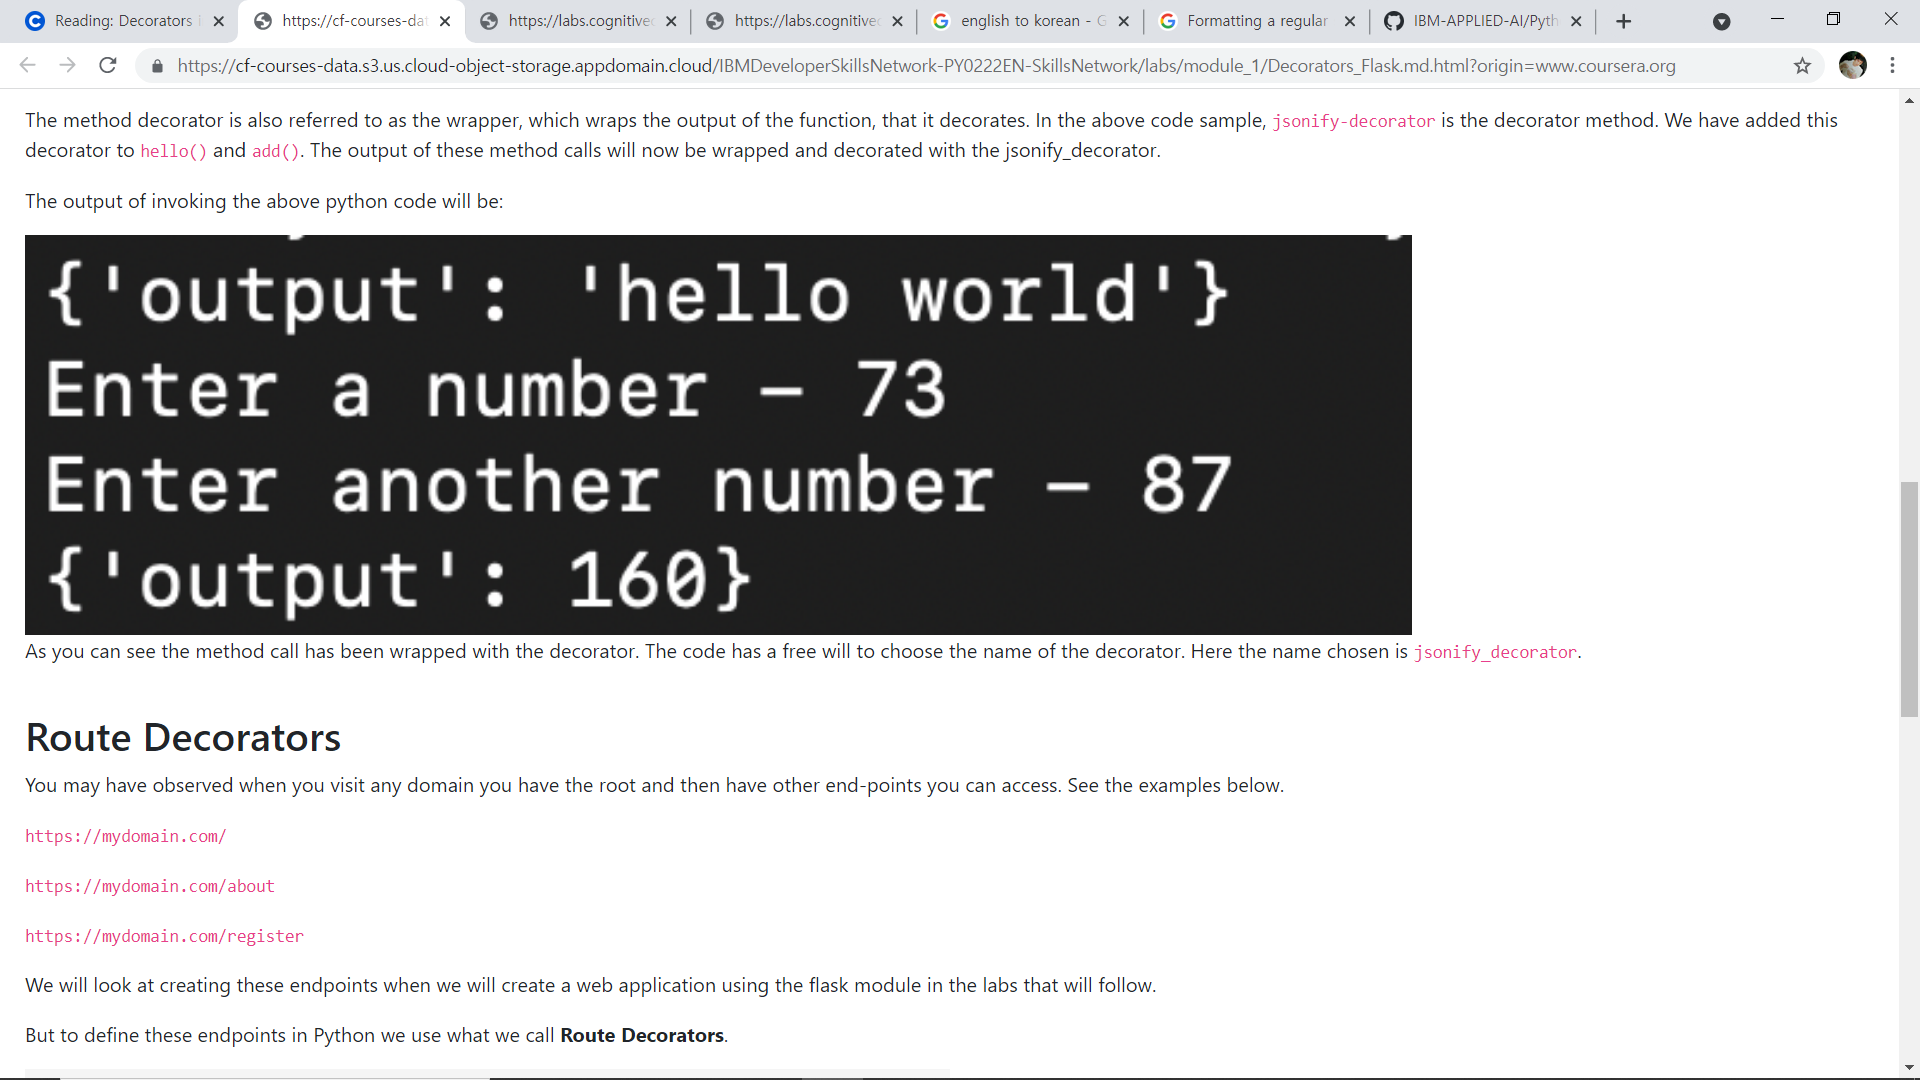 Reading: Decorators
https://cf-courses-dat
https://labs.cognitivec
https://labs.cognitivec
english to korean - G
Formatting a regular
IBM-APPLIED-AI/Pyth
https://cf-courses-data.s3.us.cloud-object-storage.appdomain.cloud/IBMDeveloperSkillsNetwork-PY0222EN-SkillsNetwork/labs/module_1/Decorators_Flask.md.html?origin=www.coursera.org
The method decorator is also referred to as the wrapper, which wraps the output of the function, that it decorates. In the above code sample, jsonify-decorator is the decorator method. We have added this
decorator to hello() and add(). The output of these method calls will now be wrapped and decorated with the jsonify_decorator.
The output of invoking the above python code will be:
{'output': 'hello world'}
Enter a number – 73
Enter another number – 87
{'output': 160}
As you can see the method call has been wrapped with the decorator. The code has a free will to choose the name of the decorator. Here the name chosen is jsonify_decorator.
Route Decorators
You may have observed when you visit any domain you have the root and then have other end-points you can access. See the examples below.
https://mydomain.com/
https://mydomain.com/about
https://mydomain.com/register
We will look at creating these endpoints when we will create a web application using the flask module in the labs that will follow.
But to define these endpoints in Python we use what we call Route Decorators.